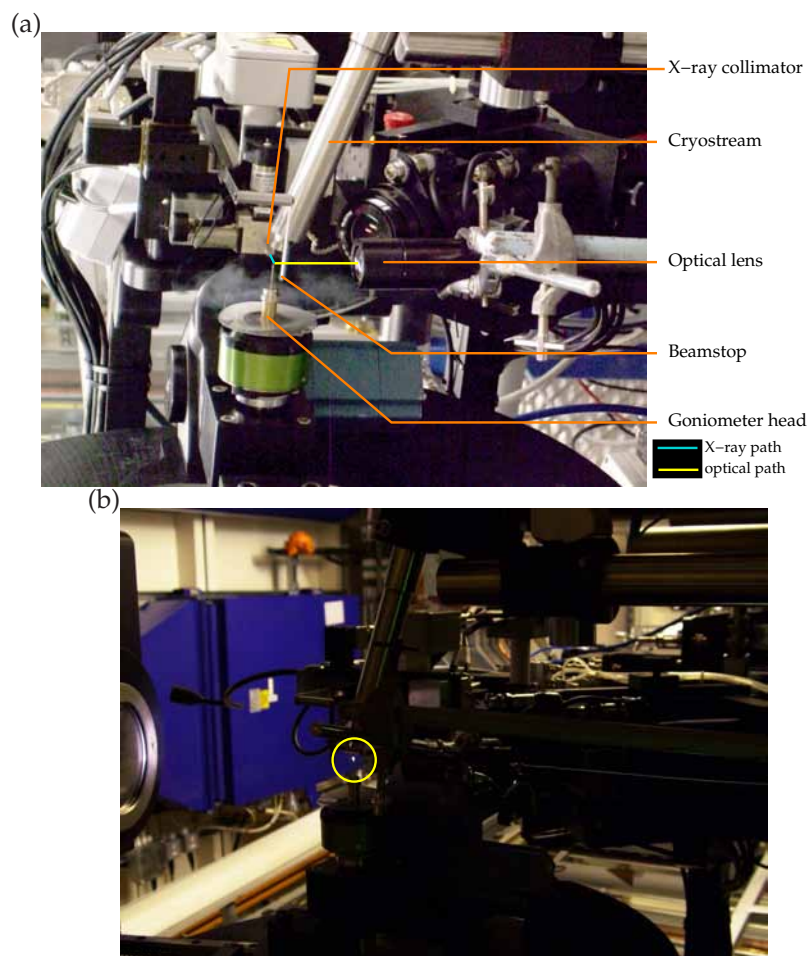 (a)
X−ray collimator
Cryostream
Optical lens
Beamstop
Goniometer head
X−ray path
optical path
(b)